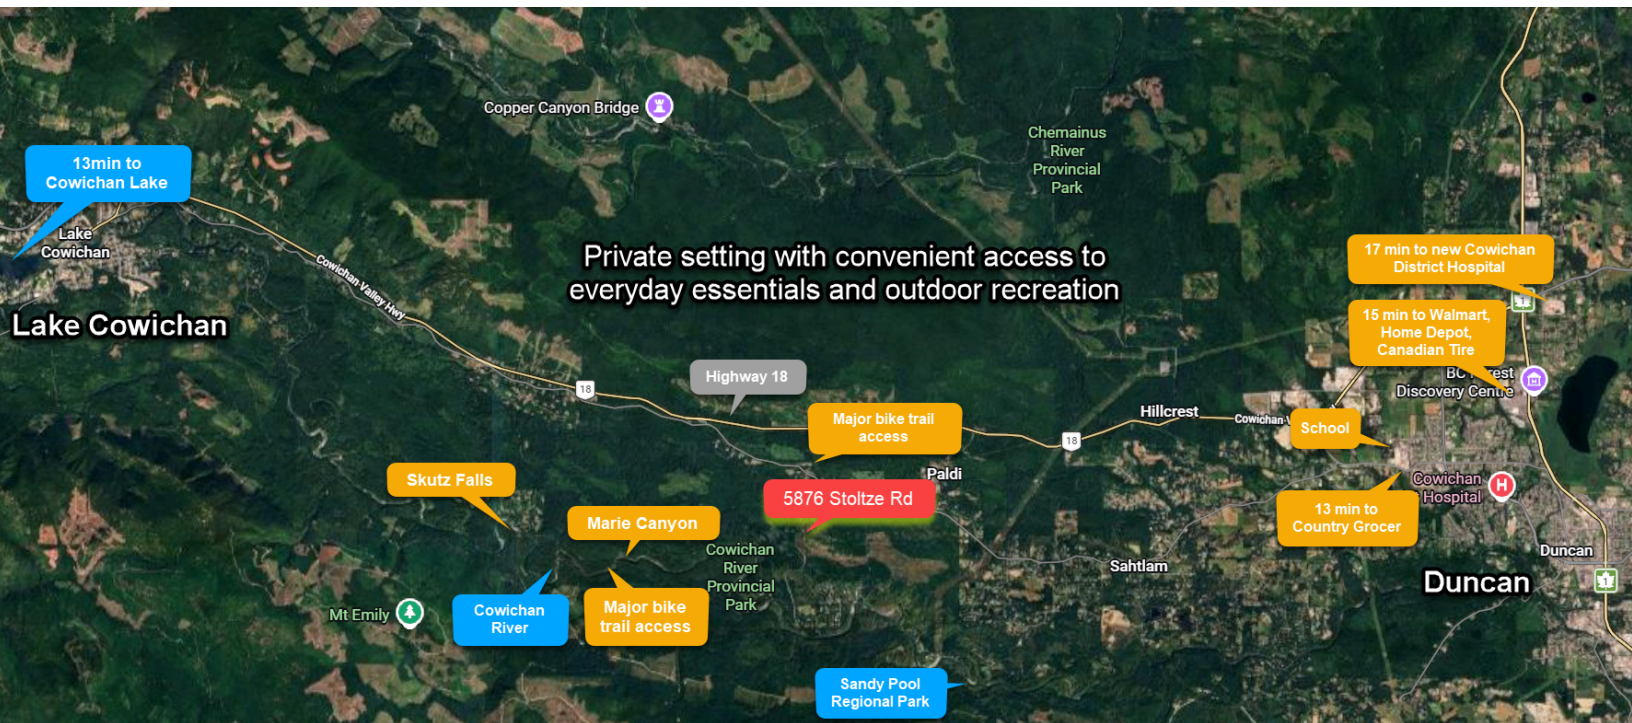 Copper Canyon Bridge
Chemainus
River
Provincial
Park
13min to
Cowichan Lake
Lake
Cowichan
Cowichan Valley Hwy
Lake Cowichan
Private setting with convenient access to
everyday essentials and outdoor recreation
17 min to new Cowichan
District Hospital
1
15 min to Walmart,
Home Depot,
Canadian Tire
Discovery Centre
Highway 18
18
Major bike trail
access
Hillcrest
Cowichan
18
School
Paldi
Skutz Falls
5876 Stoltze Rd
Cowichan
Hospital
H
13 min to
Country Grocer
Marie Canyon
Cowichan
River
Provincial
Park
Sahtlam
Duncan
Duncan
1
Mt Emily
Cowichan
River
Major bike
trail access
Sandy Pool
Regional Park